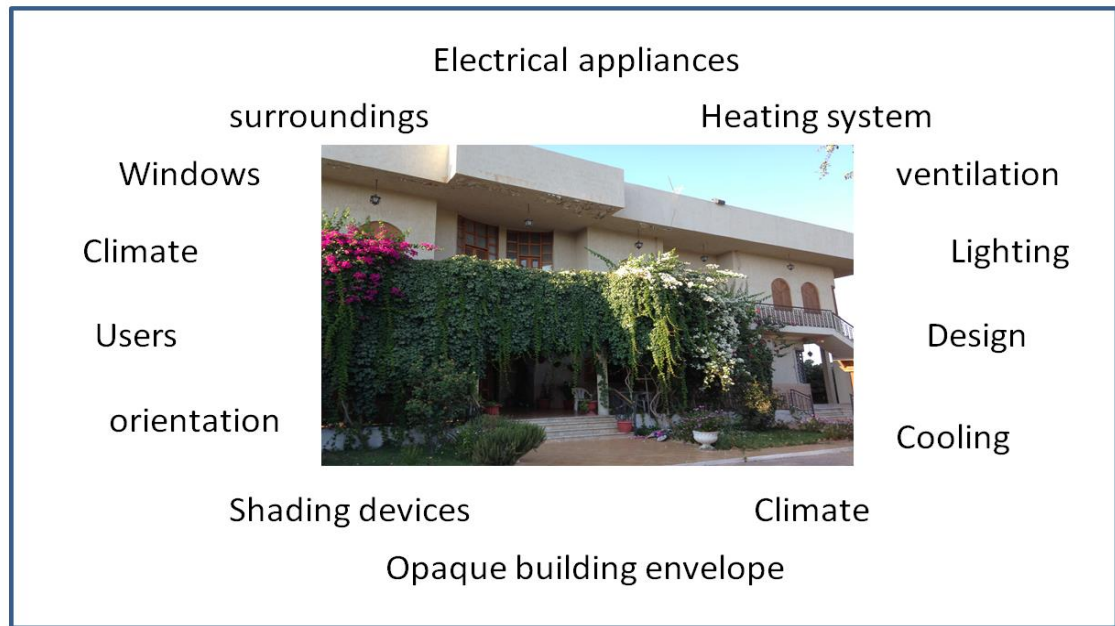 Electrical appliances
surroundings
Heating system
Windows
ventilation
Climate
Lighting
Users
Design
orientation
Cooling
Shading devices
Climate
Opaque building envelope